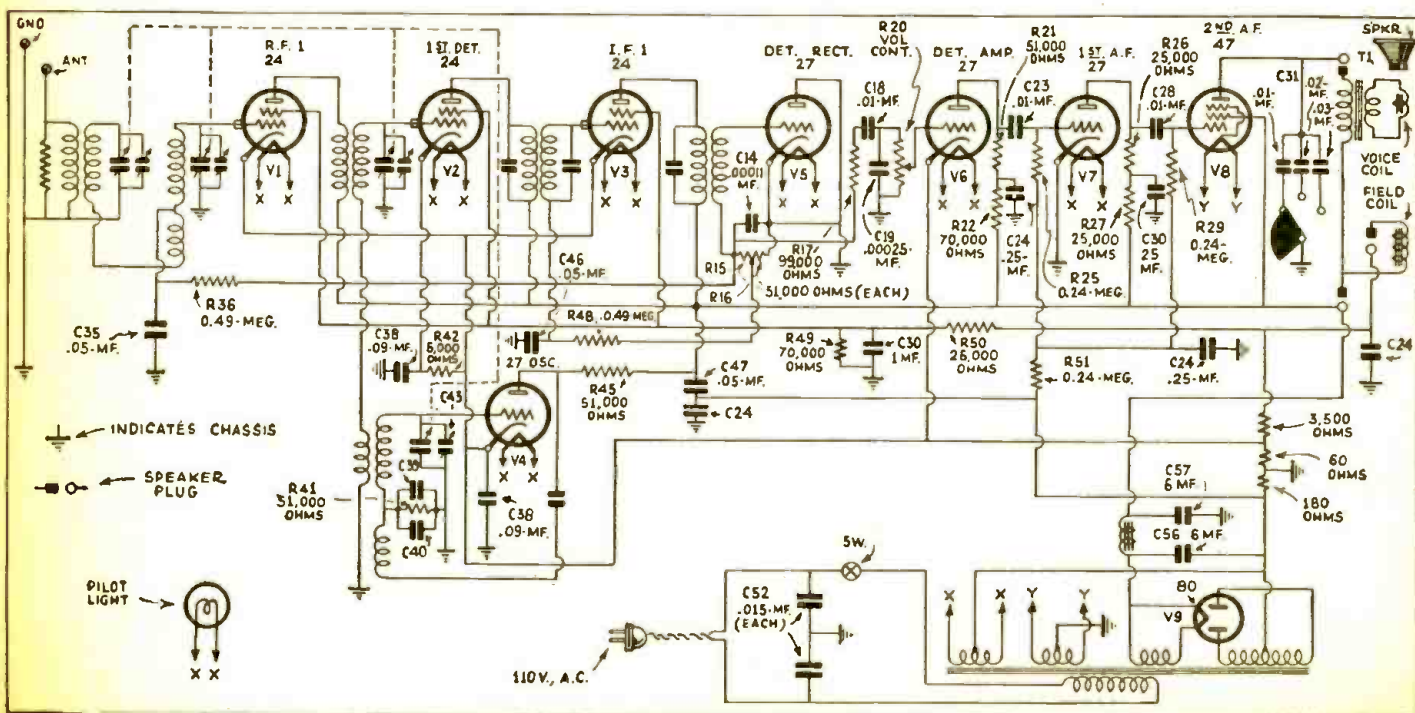 GND
ANT
R.F. 1
24
1 ST. DET.
24
I. F. 1
24
DET. RECT.
27
R20
VOL
CONT.
DET. AMP.
27
R21
51,000
OHMS
1 ST A.F.
27
R26
25,000
OHMS
2ND A.F.
47
SPKR
T1
V1
X X
V2
X X
V3
X X
V5
X X
C18
.01-MF.
C14
.00011
MF.
V6
X X
C23
.01-MF.
V7
X X
C28
.01-MF.
V8
Y Y
.01-
MF.
C31
.02-
MF.
.03-
MF.
VOICE
COIL
FIELD
COIL
C19
.00025-
MF.
R22
70,000
OHMS
C24
.25-
MF.
R27
25,000
OHMS
C30
25
MF.
R29
0.24-
MEG.
R25
0.24-MEG.
R15
R16
R17
99,000
OHMS
51,000 OHMS (EACH)
C46
.05-MF.
R36
0.49-MEG.
C35
.05-MF.
C38
.09-MF.
R42
6,000
OHMS
R48 .0.49-MEG.
27 OSC.
R45
51,000
OHMS
C47
.05-MF.
C24
R49
70,000
OHMS
C30
1 MF.
R50
26,000
OHMS
R51
0.24-MEG.
C24
.25-MF.
C24
INDICATES CHASSIS
SPEAKER
PLUG
C43
V4
X X
C39
R41
51,000
OHMS
C40
C38
.09-MF.
3,500
OHMS
60
OHMS
180
OHMS
C57
6 MF.
C56 6 MF.
PILOT
LIGHT
X X
5W.
C52
.015-MF.
(EACH)
110V., A.C.
X X Y Y
80
V9